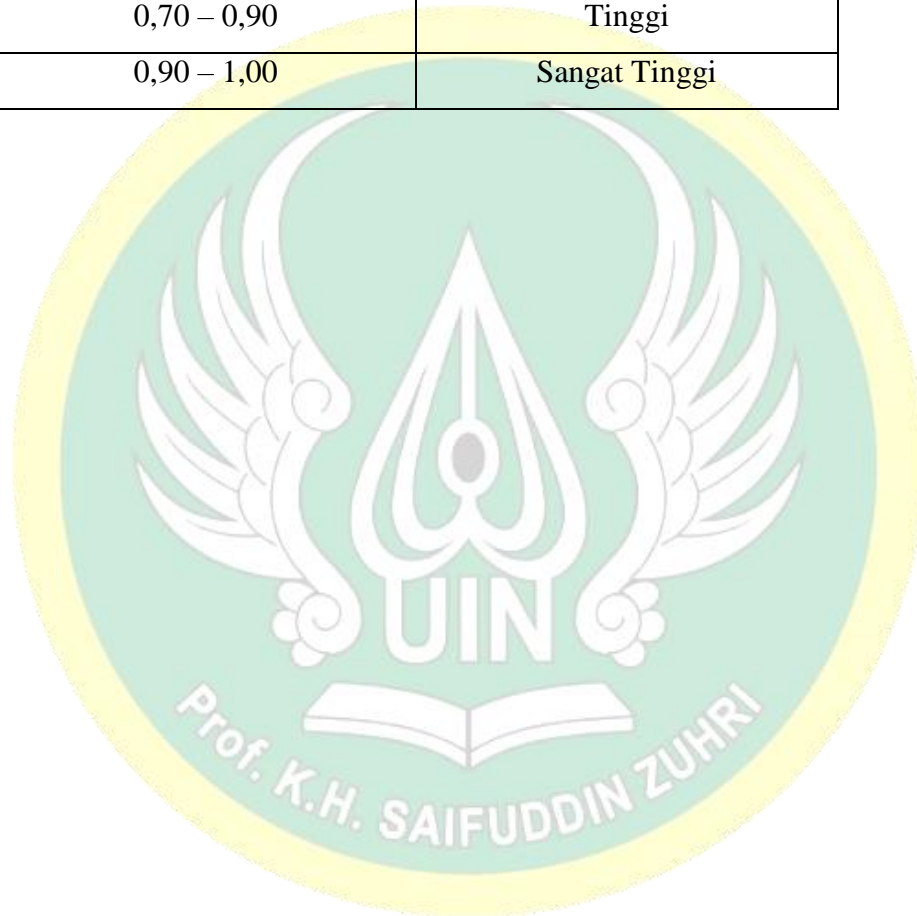 0,70 – 0,90 Tinggi
0,90 – 1,00 Sangat Tinggi
UIN
Prof. K.H. SAIFUDDIN ZUHRI